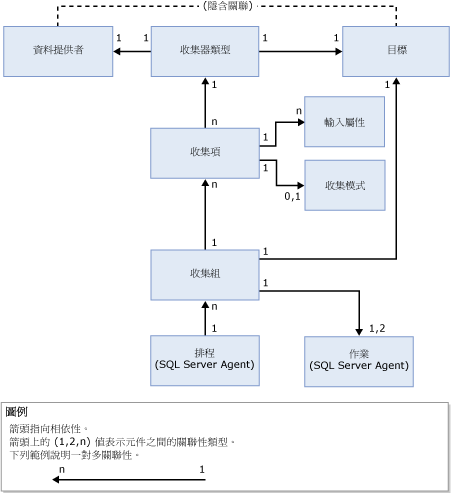 (隱含關聯)
資料提供者
1
1
收集器類型
1
1
目標
1
1
n
n
收集項
1
輸入屬性
1
0,1
收集模式
n
1
收集組
1
1
n
1
1,2
排程
(SQL Server Agent)
作業
(SQL Server Agent)
圖例
箭頭指向相依性。
箭頭上的 (1,2,n) 值表示元件之間的關聯性類型。
下列範例說明一對多關聯性。
n
1